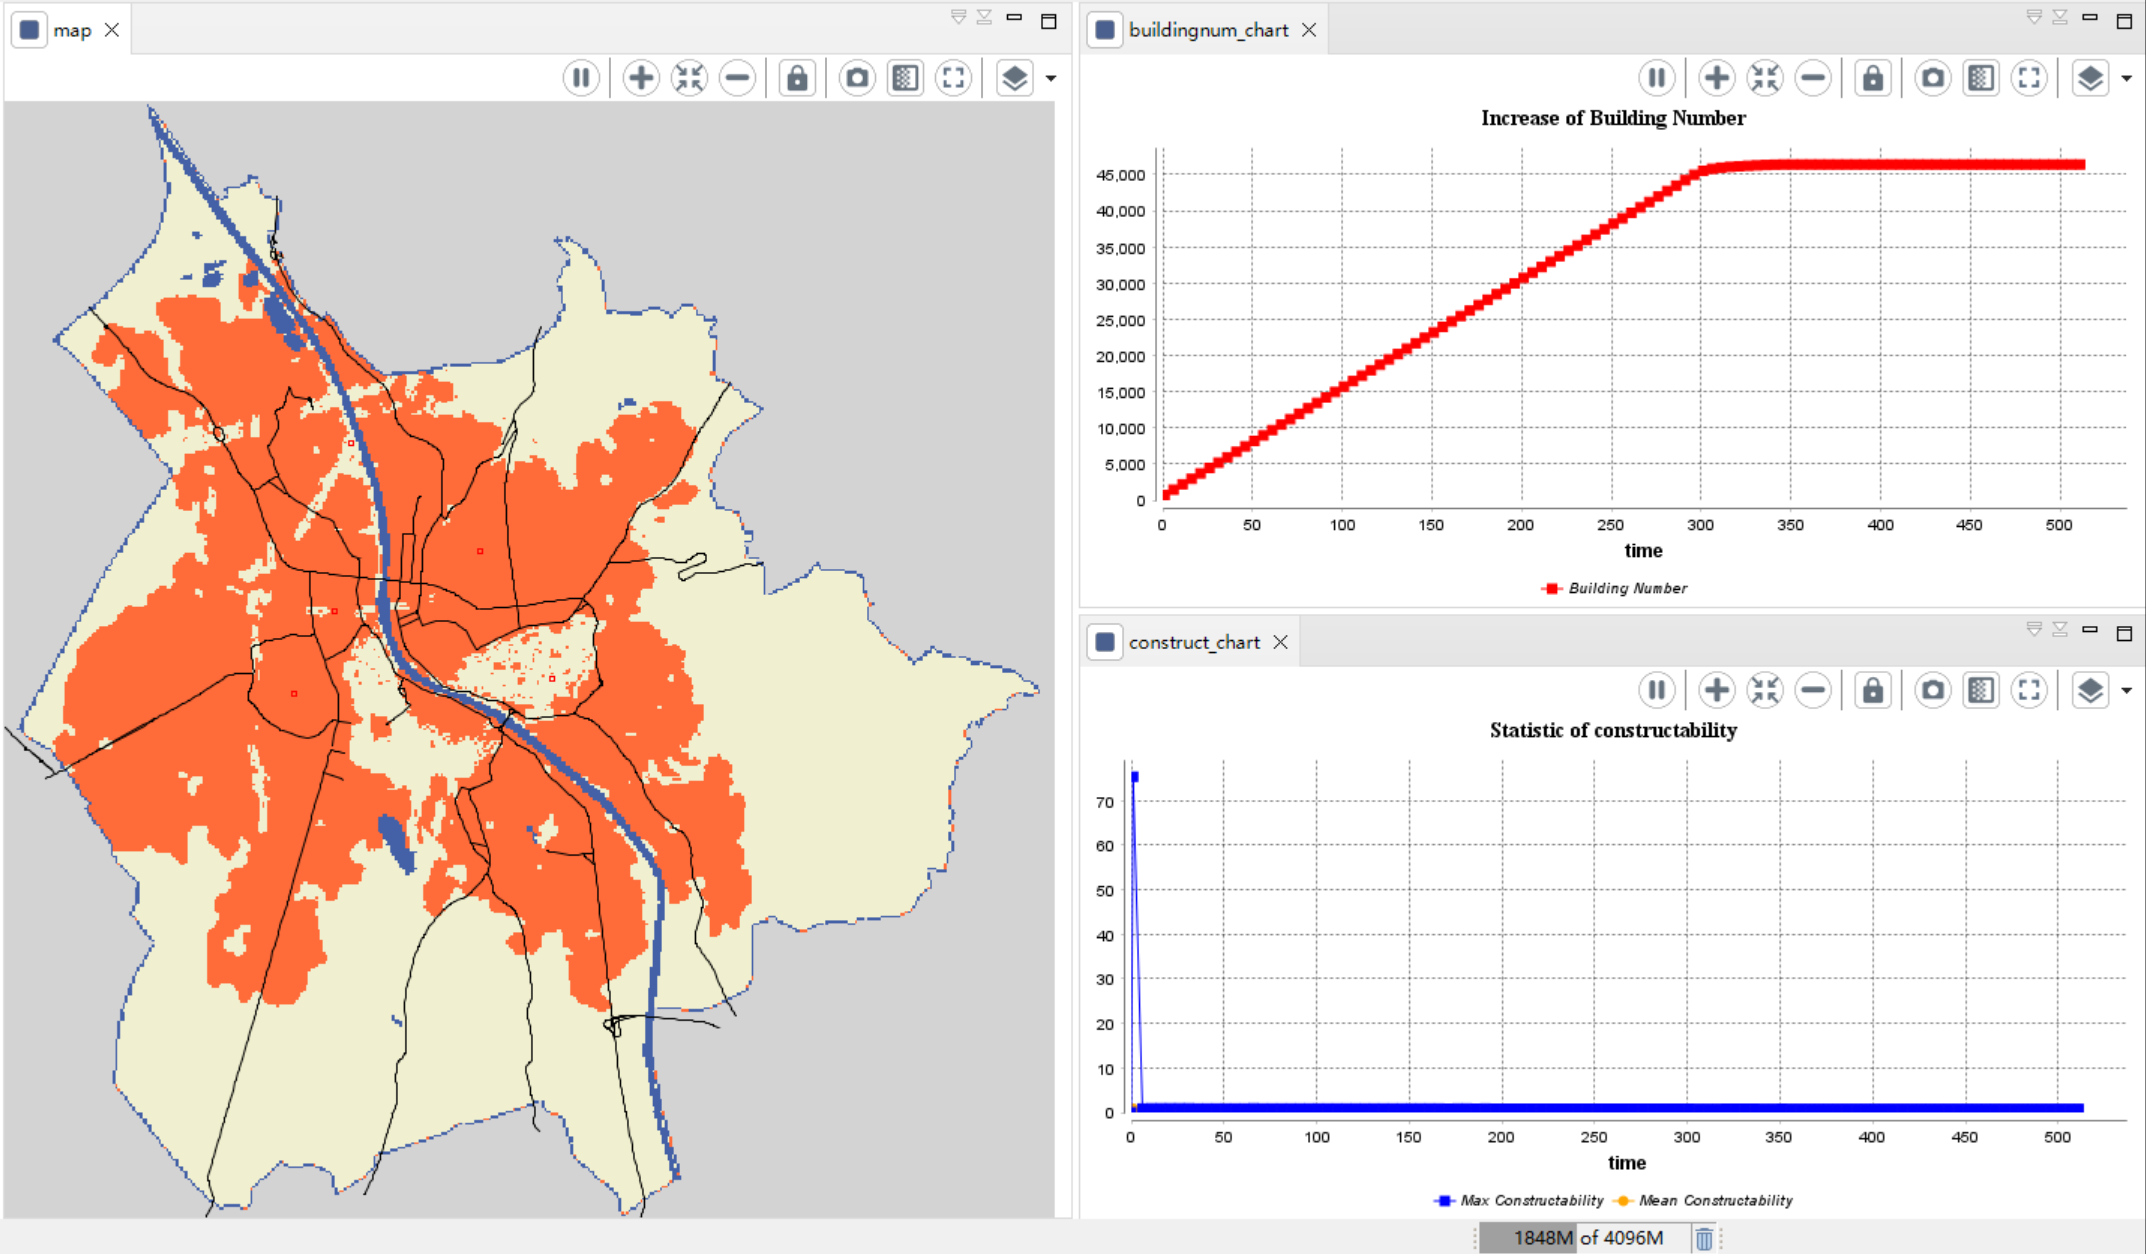 map
buildingnum_chart
Increase of Building Number
45,000
40,000
35,000
30,000
25,000
20,000
15,000
10,000
5,000
0
0 50 100 150 200 250 300 350 400 450 500
time
Building Number
construct_chart
Statistic of constructability
70
60
50
40
30
20
10
0
0 50 100 150 200 250 300 350 400 450 500
time
Max Constructability Mean Constructability
1848M of 4096M